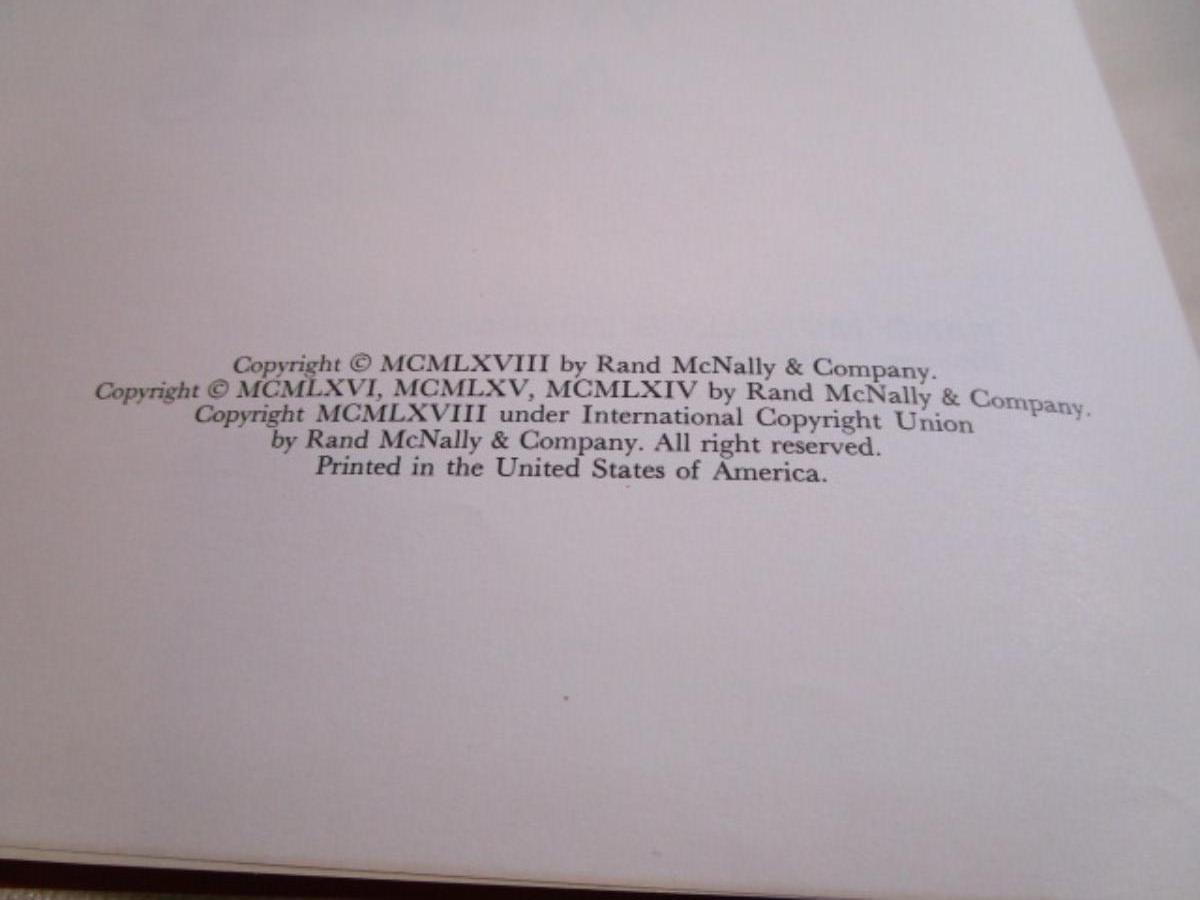 Copyright © MCMLXVIII by Rand McNally & Company.
Copyright © MCMLXVI, MCMLXV, MCMLXIV by Rand McNally & Company.
Copyright MCMLXVIII under International Copyright Union
by Rand McNally & Company. All right reserved.
Printed in the United States of America.